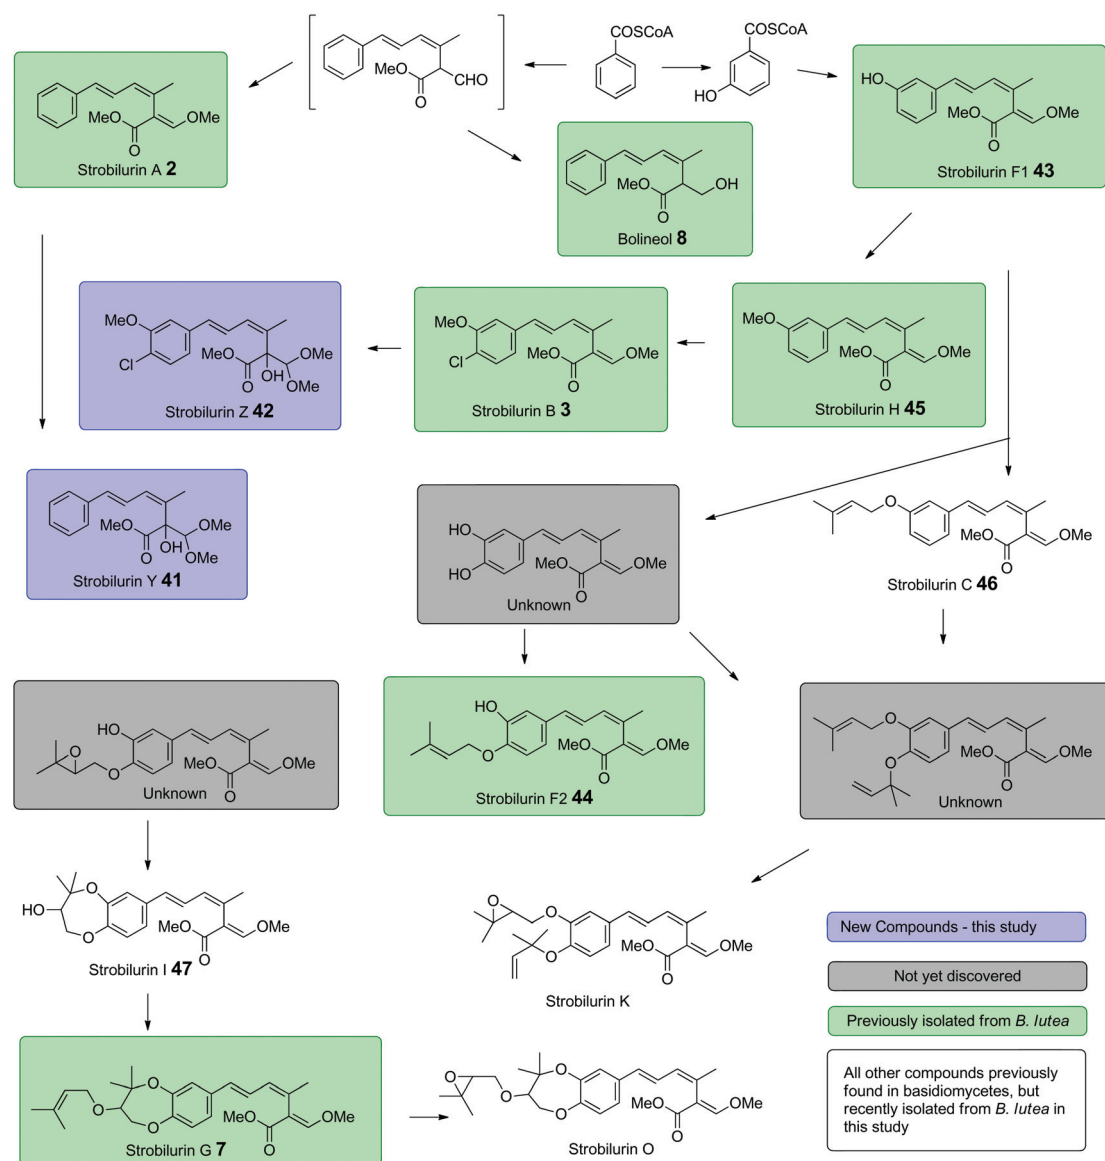 COSCoA
COSCoA
MeO
CHO
O
HO
MeO
OMe
O
Strobilurin A 2
HO
MeO
OMe
O
Strobilurin F1 43
MeO
OH
O
Bolineol 8
MeO
Cl
MeO
OMe
O
OH
OMe
Strobilurin Z 42
MeO
Cl
MeO
OMe
O
Strobilurin B 3
MeO
MeO
OMe
O
Strobilurin H 45
MeO
OMe
O
OH
OMe
Strobilurin Y 41
HO
HO
MeO
OMe
O
Unknown
O
MeO
OMe
O
Strobilurin C 46
HO
O
O
MeO
OMe
O
Unknown
HO
O
MeO
OMe
O
Strobilurin F2 44
O
O
MeO
OMe
O
Unknown
O
HO
O
MeO
OMe
O
Strobilurin I 47
O
O
O
MeO
OMe
O
Strobilurin K
O
O
O
MeO
OMe
O
Strobilurin G 7
O
O
O
O
MeO
OMe
O
Strobilurin O
New Compounds - this study
Not yet discovered
Previously isolated from B. lutea
All other compounds previously
found in basidiomycetes, but
recently isolated from B. lutea in
this study